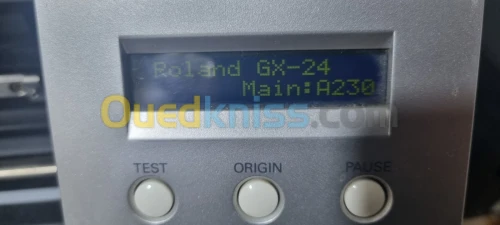 Roland GX-24
Main:A230
Ouedkniss.com
TEST ORIGIN PAUSE